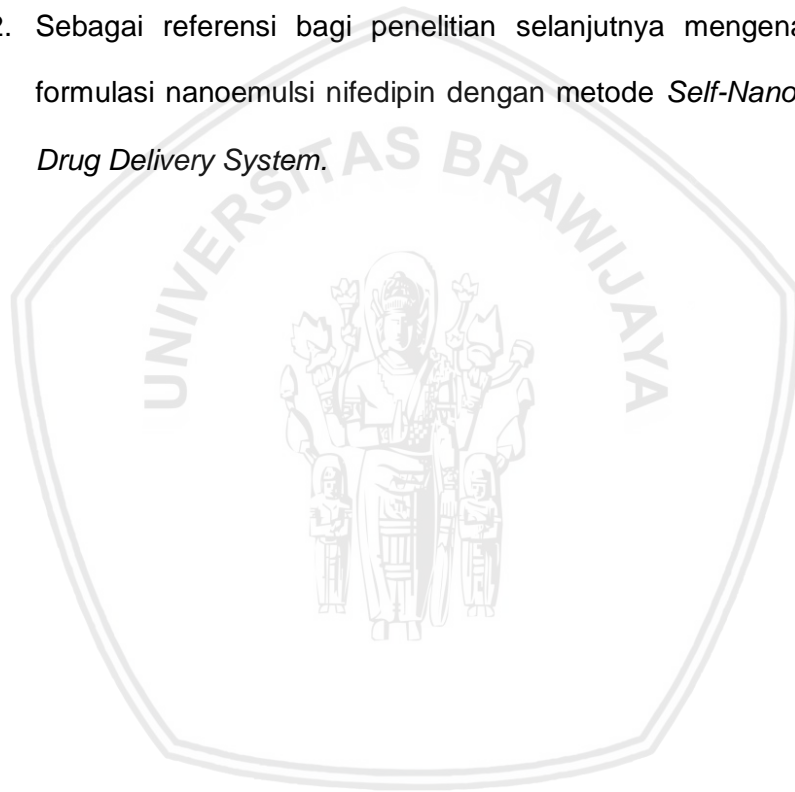 2. Sebagai referensi bagi penelitian selanjutnya mengena
formulasi nanoemulsi nifedipin dengan metode Self-Nano
Drug Delivery System.
UNIVERSITAS BRAWIJAYA